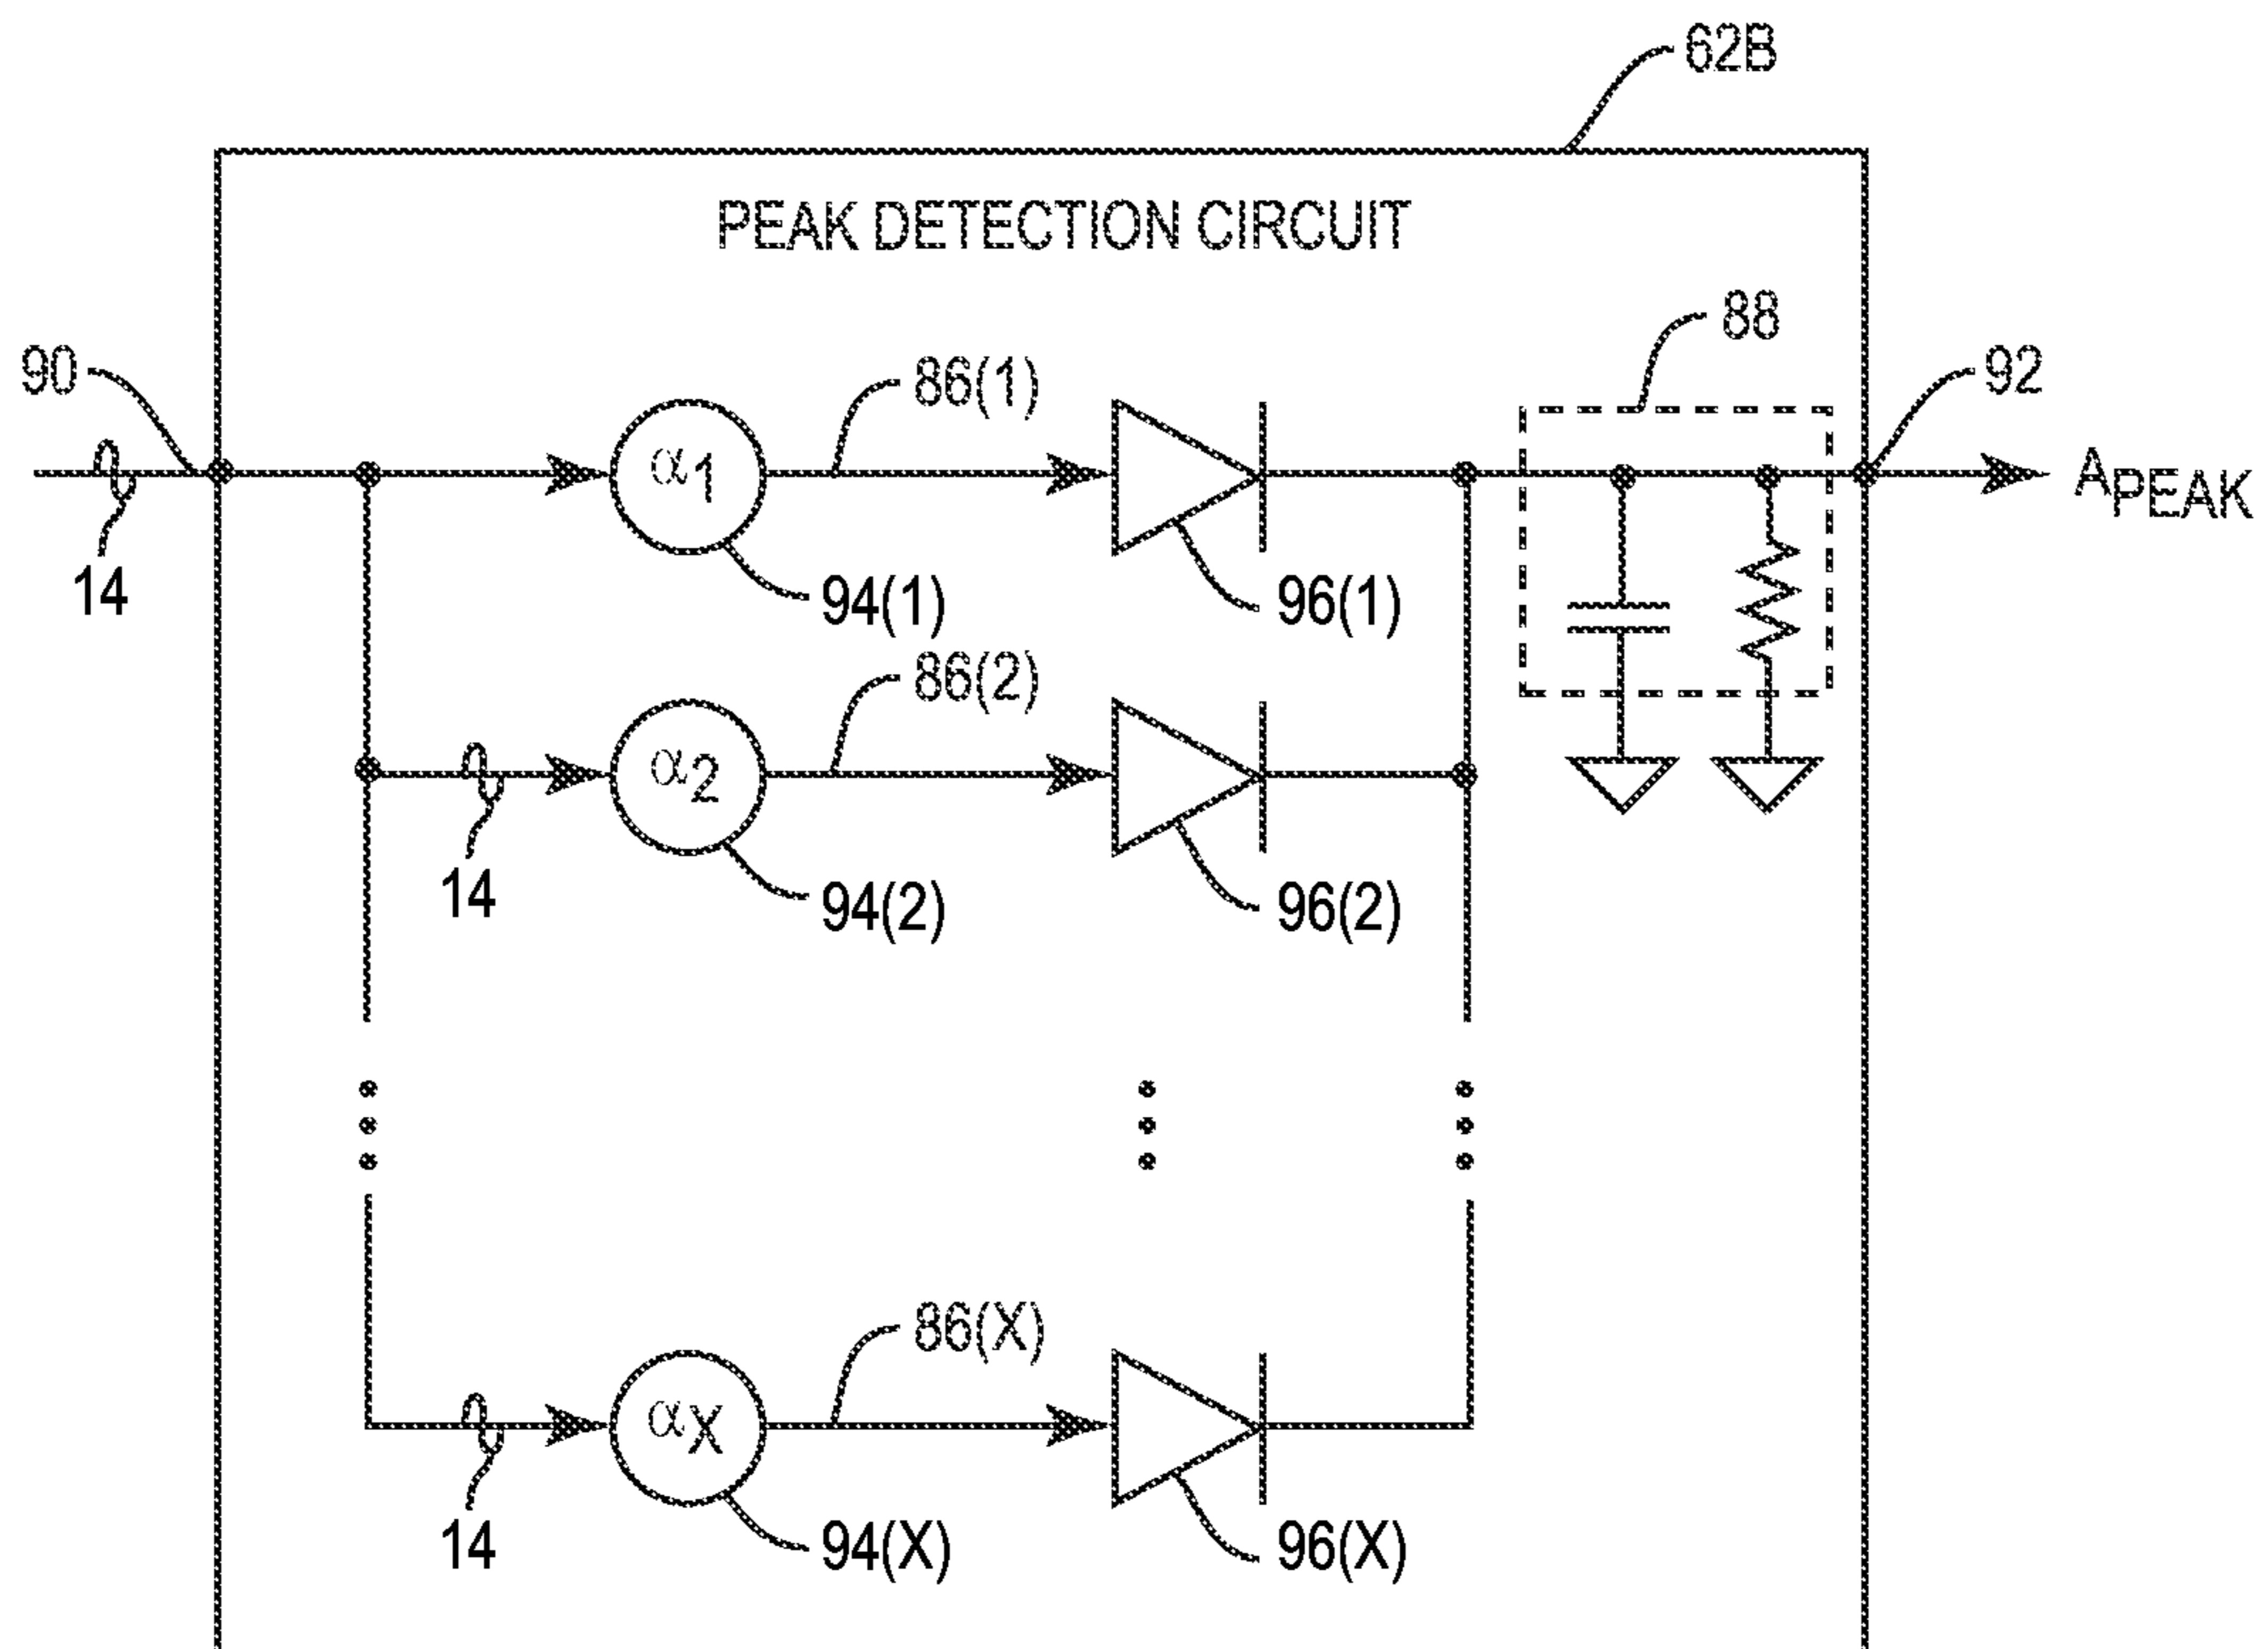 62B
PEAK DETECTION CIRCUIT
88
90
86(1)
92
α1
APEAK
14
94(1)
96(1)
86(2)
α2
14
94(2)
96(2)
86(X)
αX
14
94(X)
96(X)